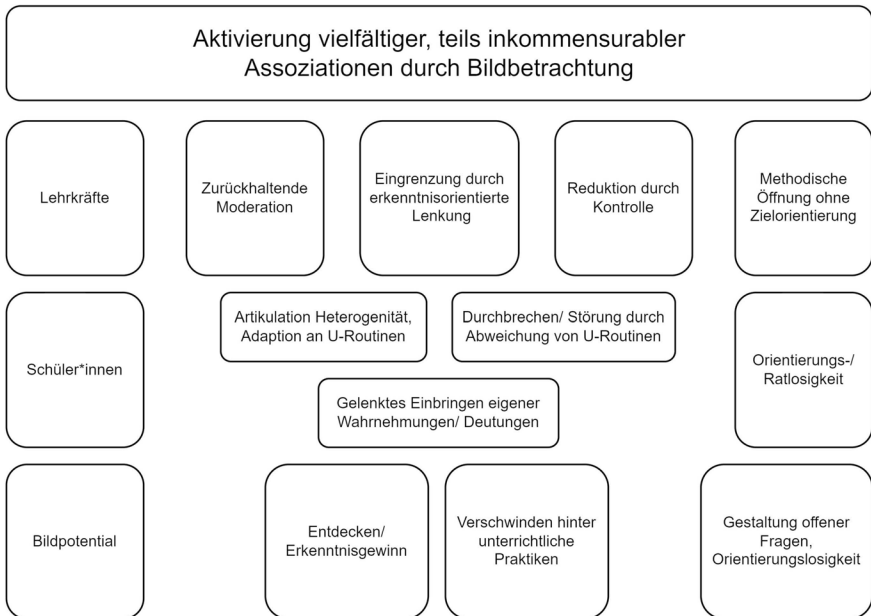 Aktivierung vielfältiger, teils inkommensurabler
Assoziationen durch Bildbetrachtung
Lehrkräfte
Zurückhaltende
Moderation
Eingrenzung durch
erkenntnisorientierte
Lenkung
Reduktion durch
Kontrolle
Methodische
Öffnung ohne
Zielorientierung
Schüler*innen
Artikulation Heterogenität,
Adaption an U-Routinen
Durchbrechen/ Störung durch
Abweichung von U-Routinen
Gelenktes Einbringen eigener
Wahrnehmungen/ Deutungen
Orientierungs-/
Ratlosigkeit
Bildpotential
Entdecken/
Erkenntnisgewinn
Verschwinden hinter
unterrichtliche
Praktiken
Gestaltung offener
Fragen,
Orientierungslosigkeit